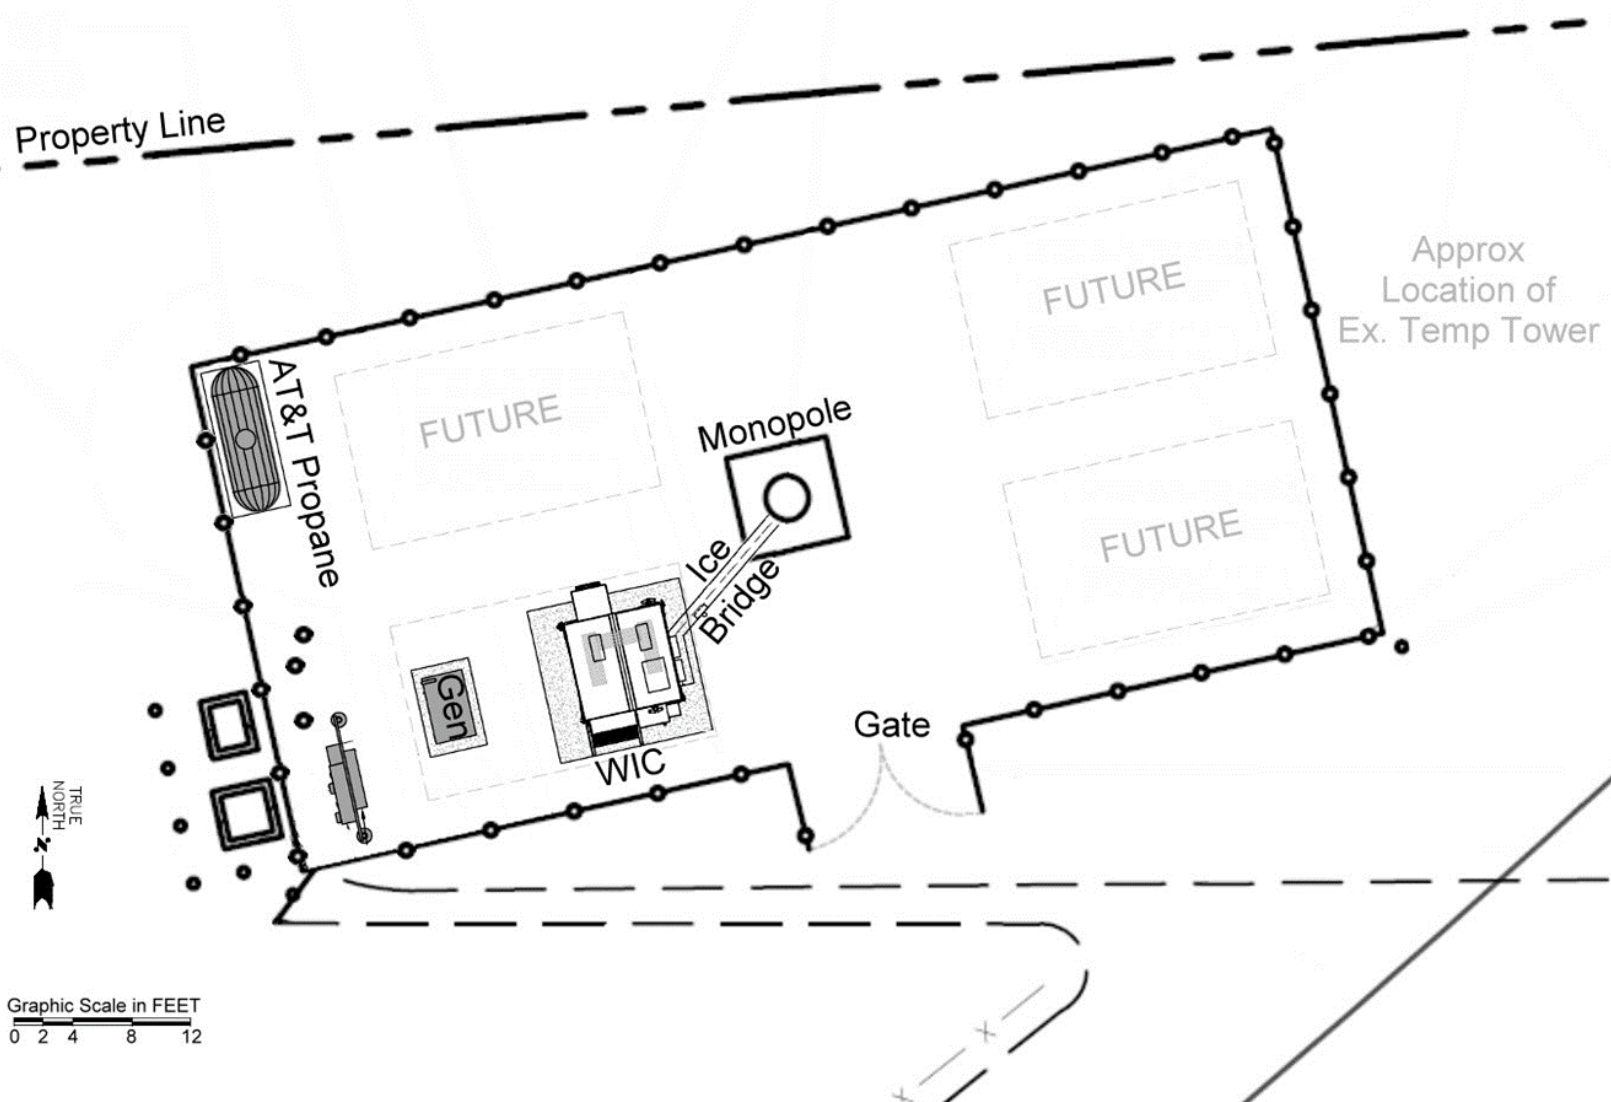 Property Line
FUTURE
Approx
Location of
Ex. Temp Tower
AT&T Propane
FUTURE
Monopole
Ice
Bridge
FUTURE
Gen
WIC
Gate
TRUE
NORTH
N
Graphic Scale in FEET
0 2 4 8 12
X
X